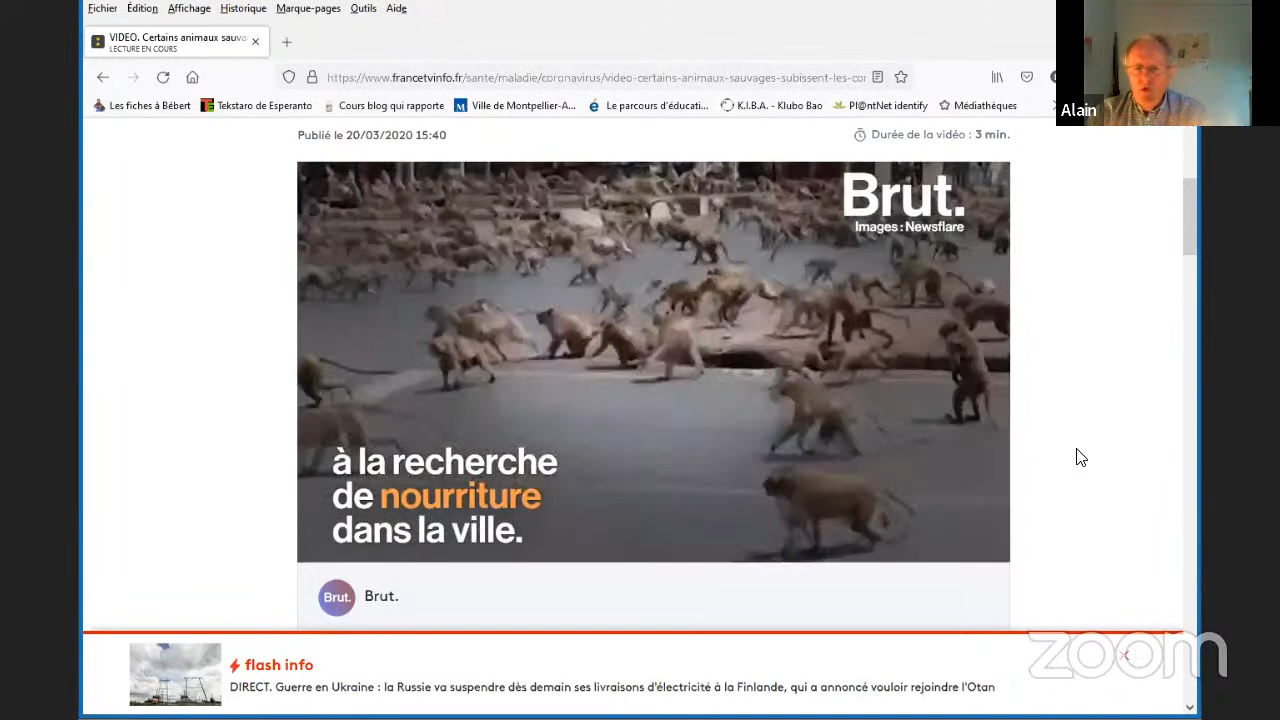 Fichier Édition Affichage Historique Marque-pages Outils Aide
VIDEO. Certains animaux sauva
LECTURE EN COURS
https://www.francetvinfo.fr/sante/maladie/coronavirus/video-certains-animaux-sauvages-subissent-les-cor
Les fiches à Bébert Tekstaro de Esperanto Cours blog qui rapporte Ville de Montpellier-A... Le parcours d'éducati... K.I.B.A. - Klubo Bao Pl@ntNet identify Médiathèques
Alain
Publié le 20/03/2020 15:40
Durée de la vidéo : 3 min.
Brut.
Images : Newsflare
à la recherche
de nourriture
dans la ville.
Brut.
Brut.
flash info
DIRECT. Guerre en Ukraine : la Russie va suspendre dès demain ses livraisons d'électricité à la Finlande, qui a annoncé vouloir rejoindre l'Otan
zoom